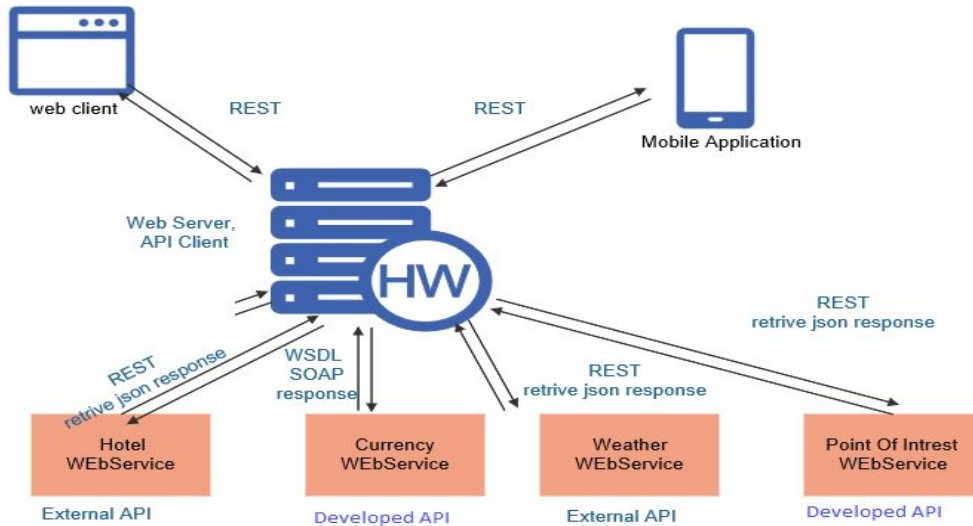 web client
REST
REST
Mobile Application
Web Server,
API Client
HW
REST
retrive json response
REST
retrive json response
WSDL
SOAP
response
REST
retrive json response
Hotel
WEbService
Currency
WEbService
Weather
WEbService
Point Of Intrest
WEbService
External API
Developed API
External API
Developed API